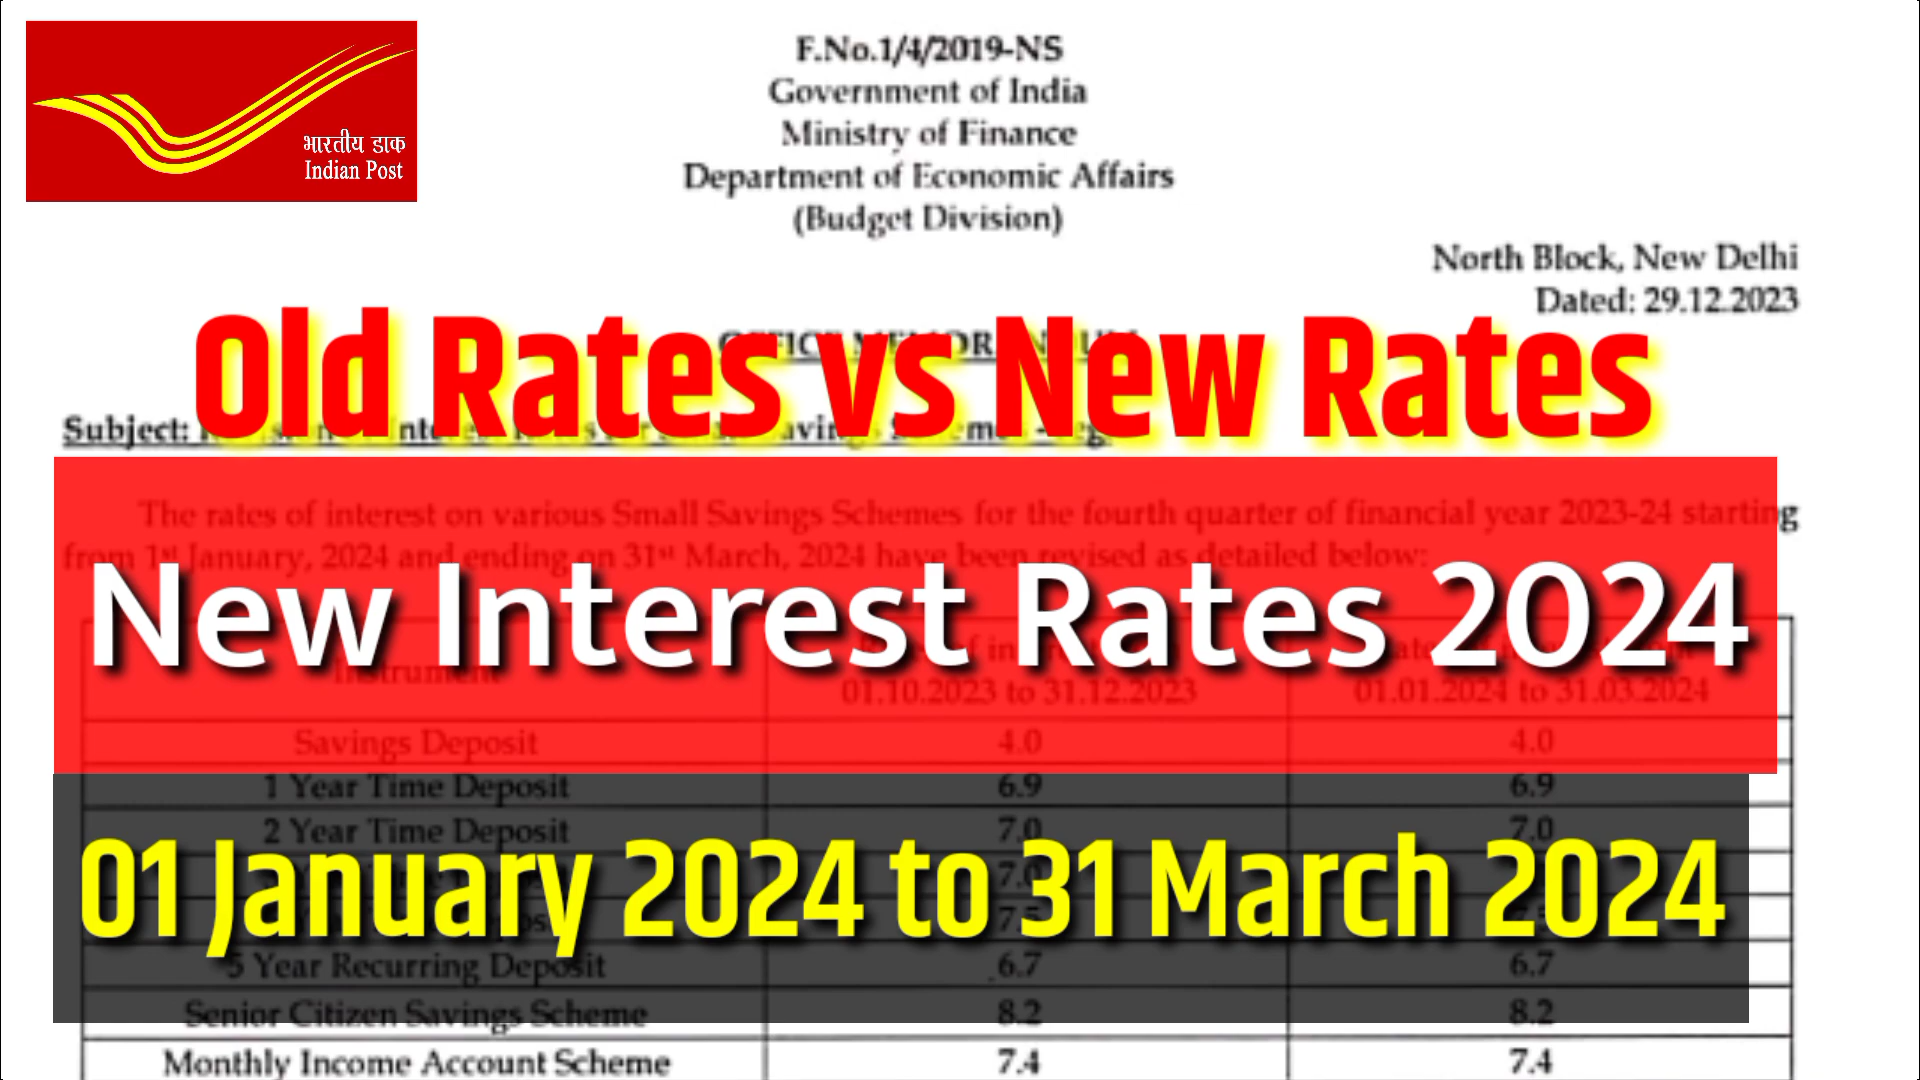 भारतीय डाक
Indian Post
F.No.1/4/2019-NS
Government of India
Ministry of Finance
Department of Economic Affairs
(Budget Division)
North Block, New Delhi
Dated: 29.12.2023
Old Rates vs New Rates
Subject:
The rates of interest on various Small Savings Schemes for the fourth quarter of financial year 2023-24 starting
from 1st January, 2024 and ending on 31st March, 2024 have been revised as detailed below:
New Interest Rates 2024
Instrument
01.10.2023 to 31.12.2023 01.01.2024 to 31.03.2024
Savings Deposit 4.0 4.0
1 Year Time Deposit 6.9 6.9
2 Year Time Deposit 7.0 7.0
01 January 2024 to 31 March 2024
5 Year Recurring Deposit 6.7 6.7
Senior Citizen Savings Scheme 8.2 8.2
Monthly Income Account Scheme 7.4 7.4